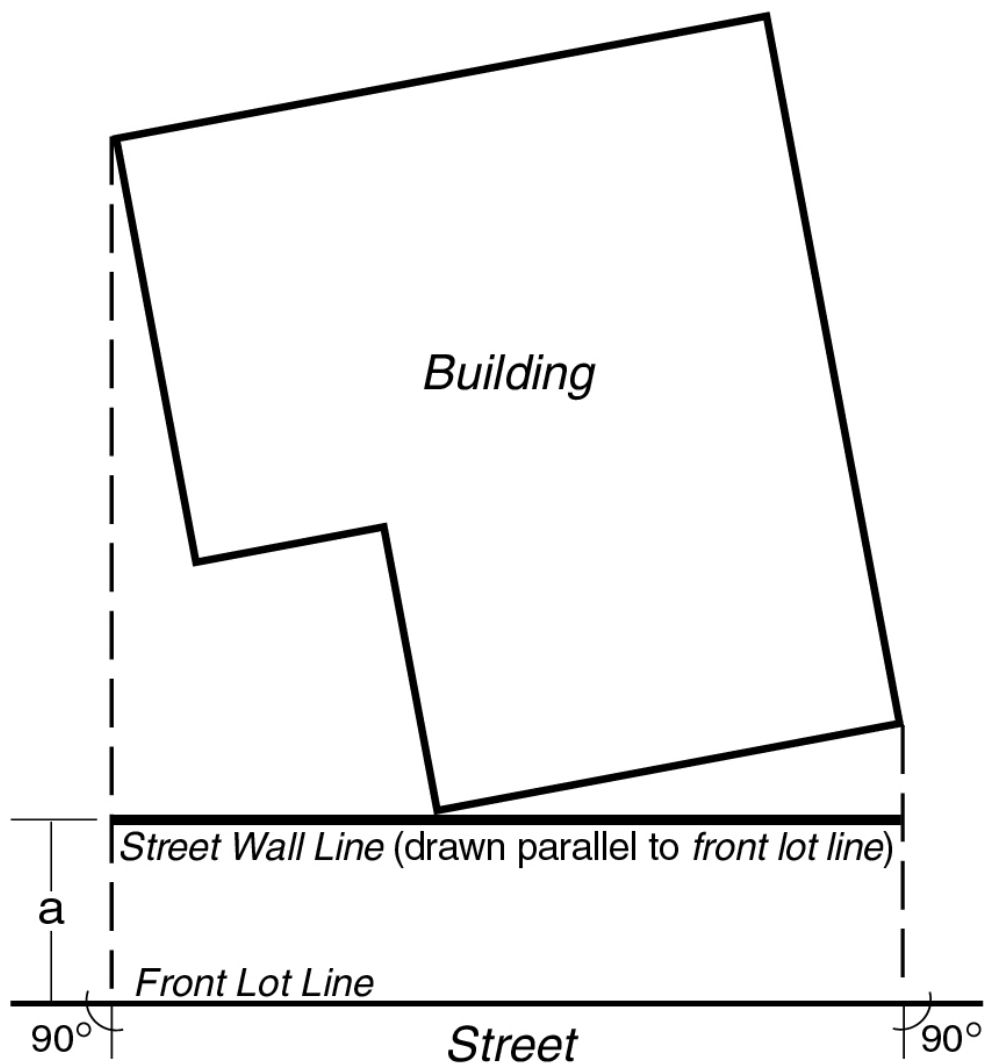 Building
Street Wall Line (drawn parallel to front lot line)
a
Front Lot Line
90°
Street
90°